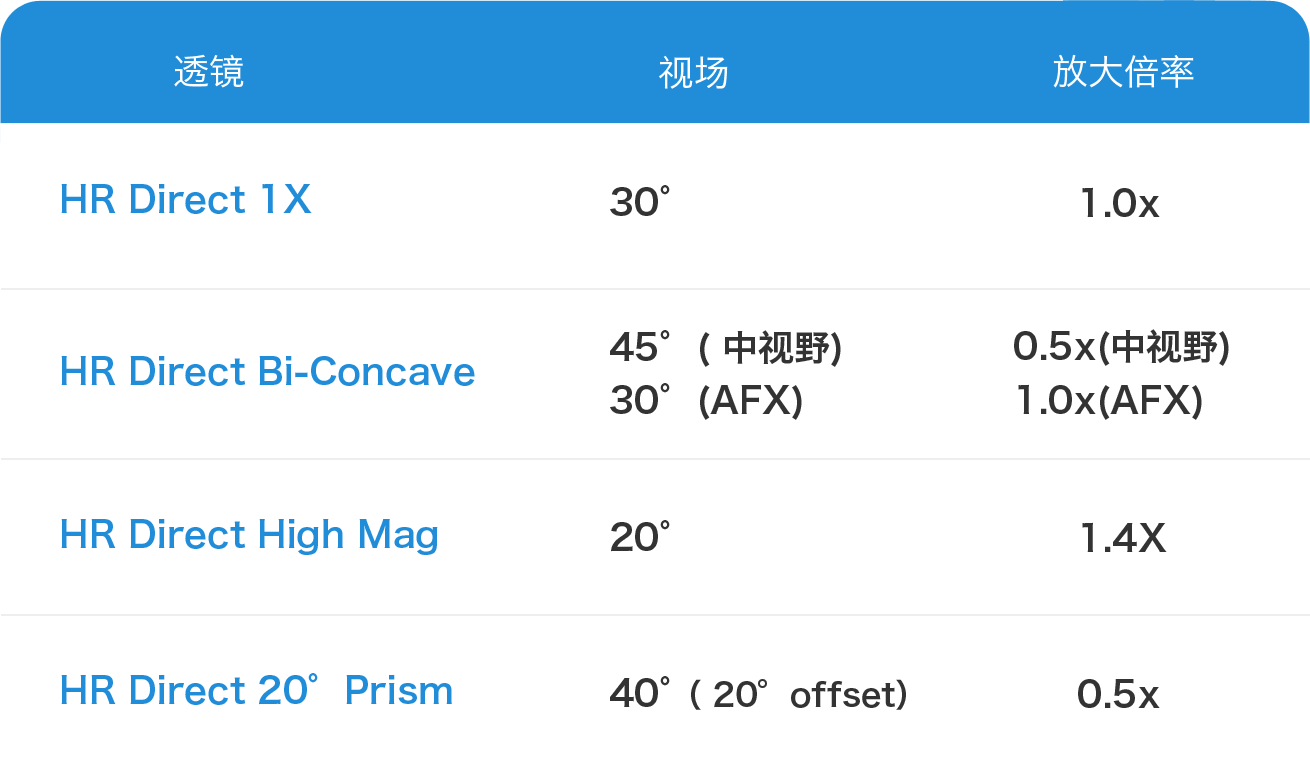 透镜 视场 放大倍率
HR Direct 1X 30° 1.0x
45° ( 中视野) 0.5x(中视野)
HR Direct Bi-Concave
30° (AFX) 1.0x(AFX)
HR Direct High Mag 20° 1.4X
HR Direct 20° Prism 40° ( 20° offset) 0.5x